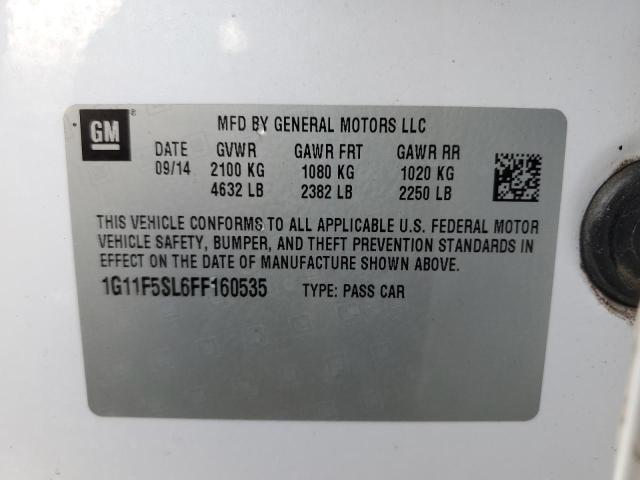 GM ®
MFD BY GENERAL MOTORS LLC
DATE GVWR GAWR FRT GAWR RR
09/14 2100 KG 1080 KG 1020 KG
4632 LB 2382 LB 2250 LB
THIS VEHICLE CONFORMS TO ALL APPLICABLE U.S. FEDERAL MOTOR
VEHICLE SAFETY, BUMPER, AND THEFT PREVENTION STANDARDS IN
EFFECT ON THE DATE OF MANUFACTURE SHOWN ABOVE.
1G11F5SL6FF160535 TYPE: PASS CAR